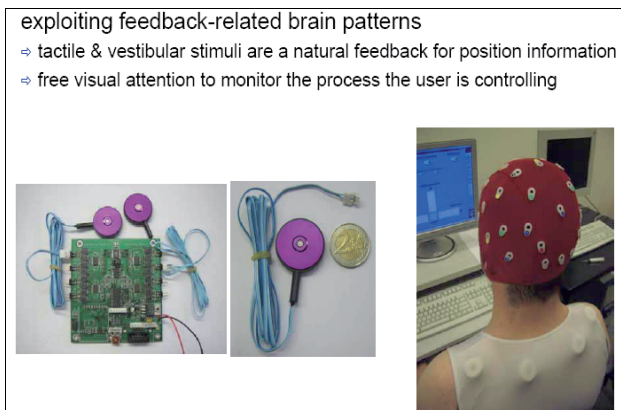 exploiting feedback-related brain patterns
⇨ tactile & vestibular stimuli are a natural feedback for position information
⇨ free visual attention to monitor the process the user is controlling
2